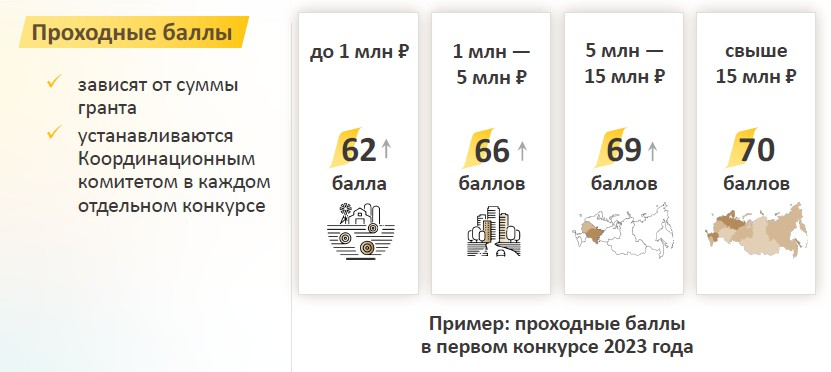 Проходные баллы
зависят от суммы
гранта
устанавливаются
Координационным
комитетом в каждом
отдельном конкурсе
до 1 млн ₽
62
балла
1 млн —
5 млн ₽
66
баллов
5 млн —
15 млн ₽
69
баллов
свыше
15 млн ₽
70
баллов
Пример: проходные баллы
в первом конкурсе 2023 года